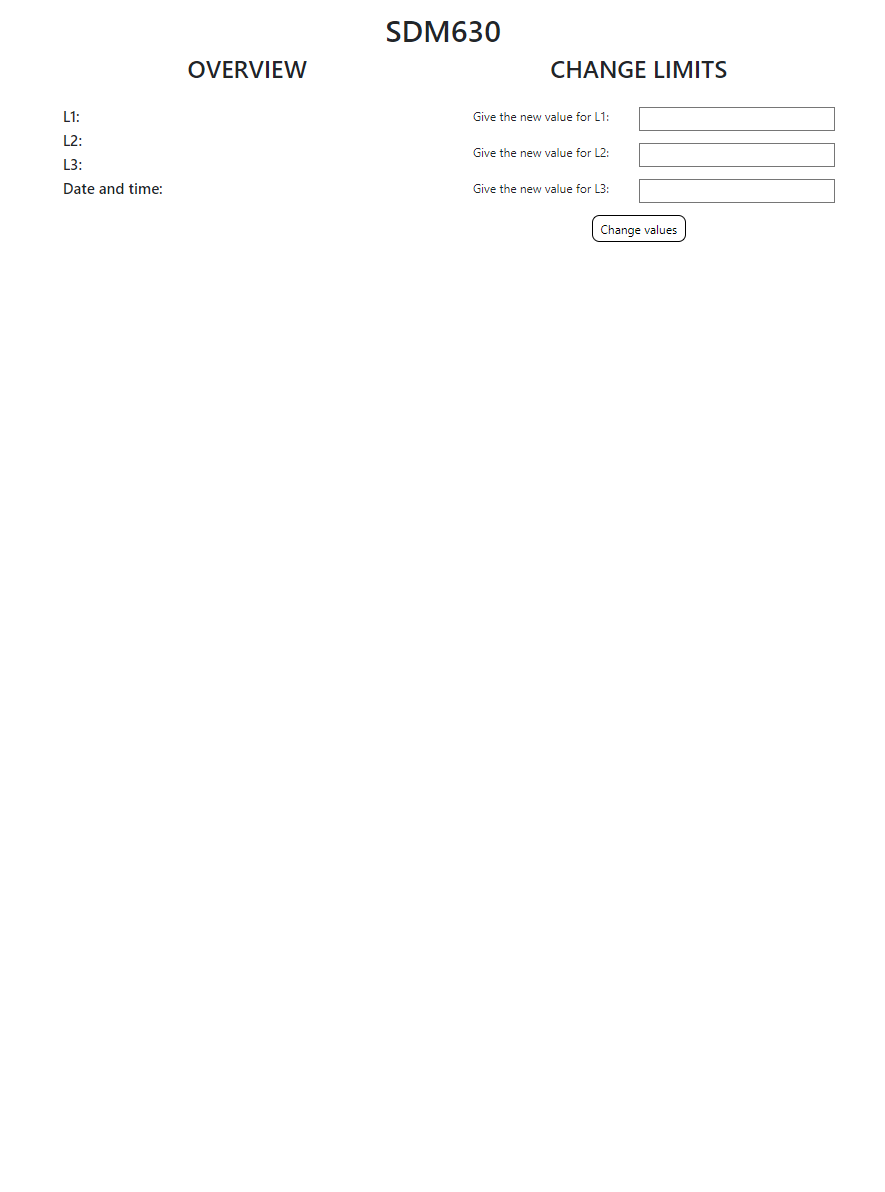 SDM630
OVERVIEW
L1:
L2:
L3:
Date and time:
CHANGE LIMITS
Give the new value for L1:
Give the new value for L2:
Give the new value for L3:
Change values